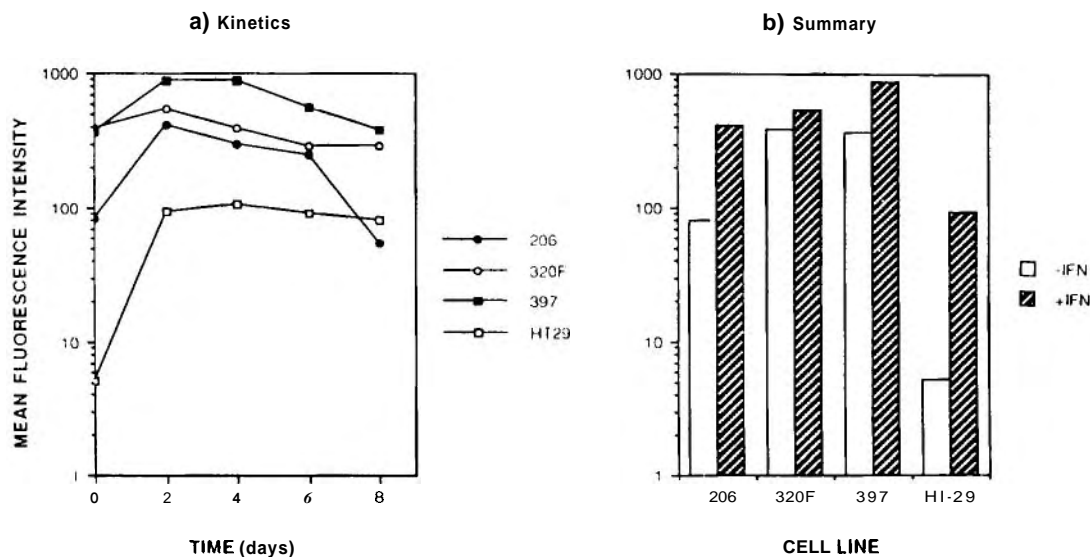 a) Kinetics
b) Summary
MEAN FLUORESCENCE INTENSITY
1000
100
10
1
0 2 4 6 8
TIME (days)
206
320F
397
HT29
1000
100
10
1
206 320F 397 HI-29
CELL LINE
-IFN
+IFN